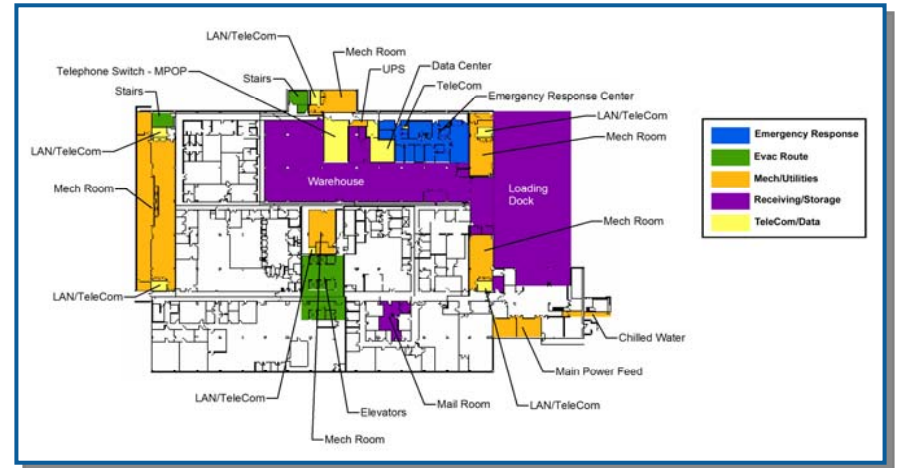 LAN/TeleCom
Mech Room
UPS
Telephone Switch - MPOP
Data Center
Stairs
TeleCom
Stairs
Emergency Response Center
LAN/TeleCom
LAN/TeleCom
Mech Room
Mech Room
Warehouse
Loading
Dock
Mech Room
LAN/TeleCom
Chilled Water
Main Power Feed
LAN/TeleCom
Mail Room
LAN/TeleCom
Elevators
Mech Room
Emergency Response
Evac Route
Mech/Utilities
Receiving/Storage
TeleCom/Data